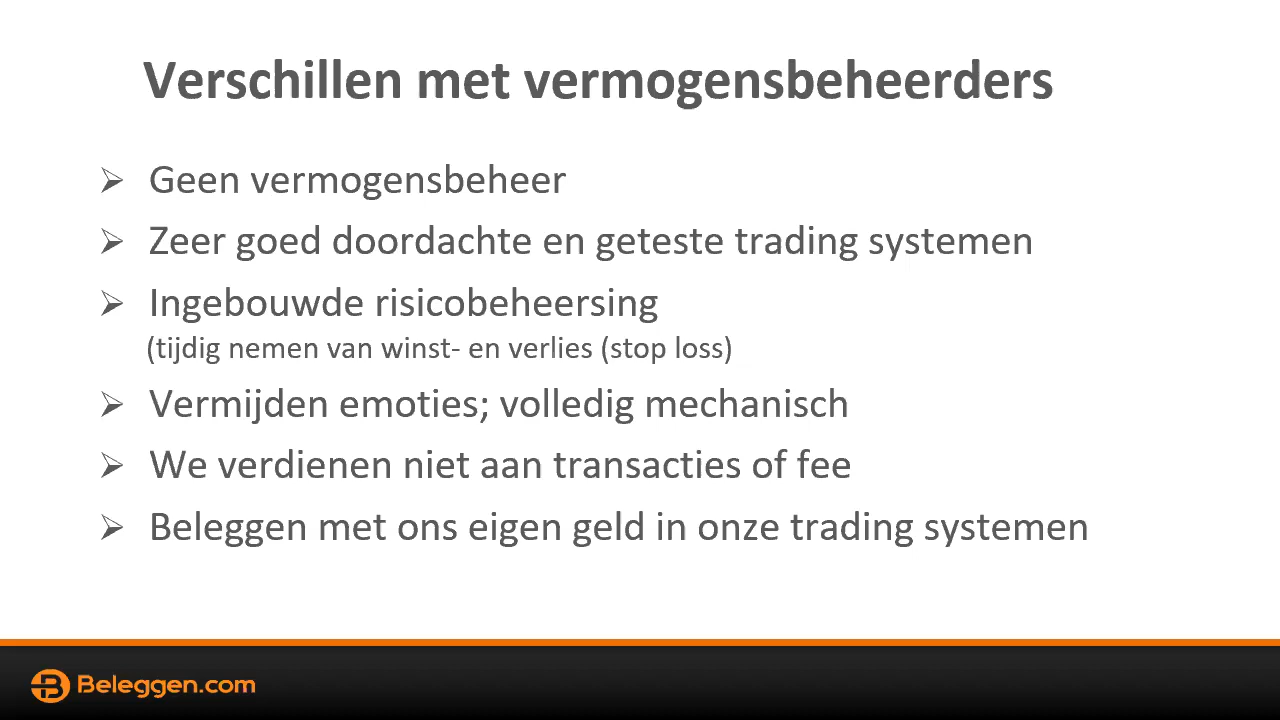 Verschillen met vermogensbeheerders
Geen vermogensbeheer
Zeer goed doordachte en geteste trading systemen
Ingebouwde risicobeheersing
(tijdig nemen van winst- en verlies (stop loss)
Vermijden emoties; volledig mechanisch
We verdienen niet aan transacties of fee
Beleggen met ons eigen geld in onze trading systemen
Beleggen.com